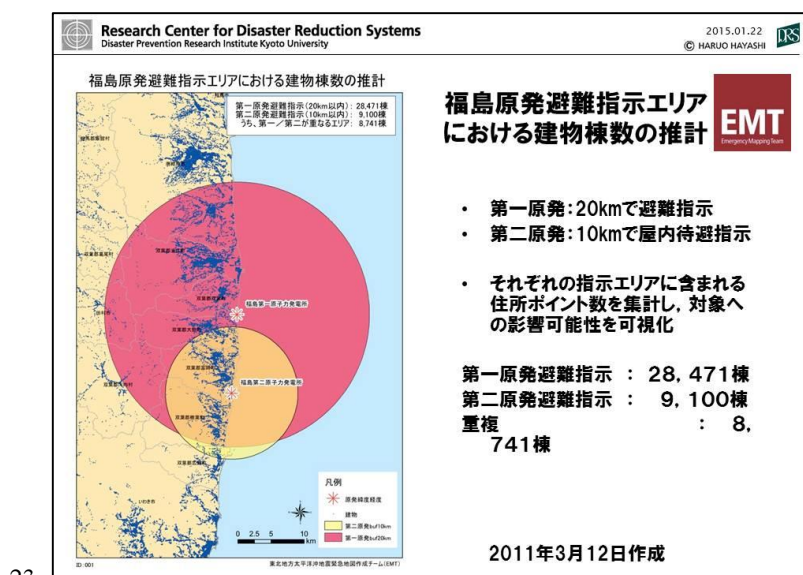 Research Center for Disaster Reduction Systems
Disaster Prevention Research Institute Kyoto University
2015.01.22
© HARUO HAYASHI
DRS
福島原発避難指示エリアにおける建物棟数の推計
第一原発避難指示(20km以内): 28,471棟
第二原発避難指示(10km以内): 9,100棟
うち、第一／第二が重なるエリア: 8,741棟
福島第一原子力発電所
福島第二原子力発電所
いわき市
凡例
原発緯度経度
建物
第二原発buf10km
第一原発buf20km
0 2.5 5 10
km
ID:001
東北地方太平洋沖地震緊急地図作成チーム(EMT)
福島原発避難指示エリア
における建物棟数の推計
EMT
Emergency Mapping Team
• 第一原発:20kmで避難指示
• 第二原発:10kmで屋内待避指示
• それぞれの指示エリアに含まれる
住所ポイント数を集計し，対象へ
の影響可能性を可視化
第一原発避難指示 : 28，471棟
第二原発避難指示 : 9，100棟
重複 : 8，
741棟
2011年3月12日作成
23